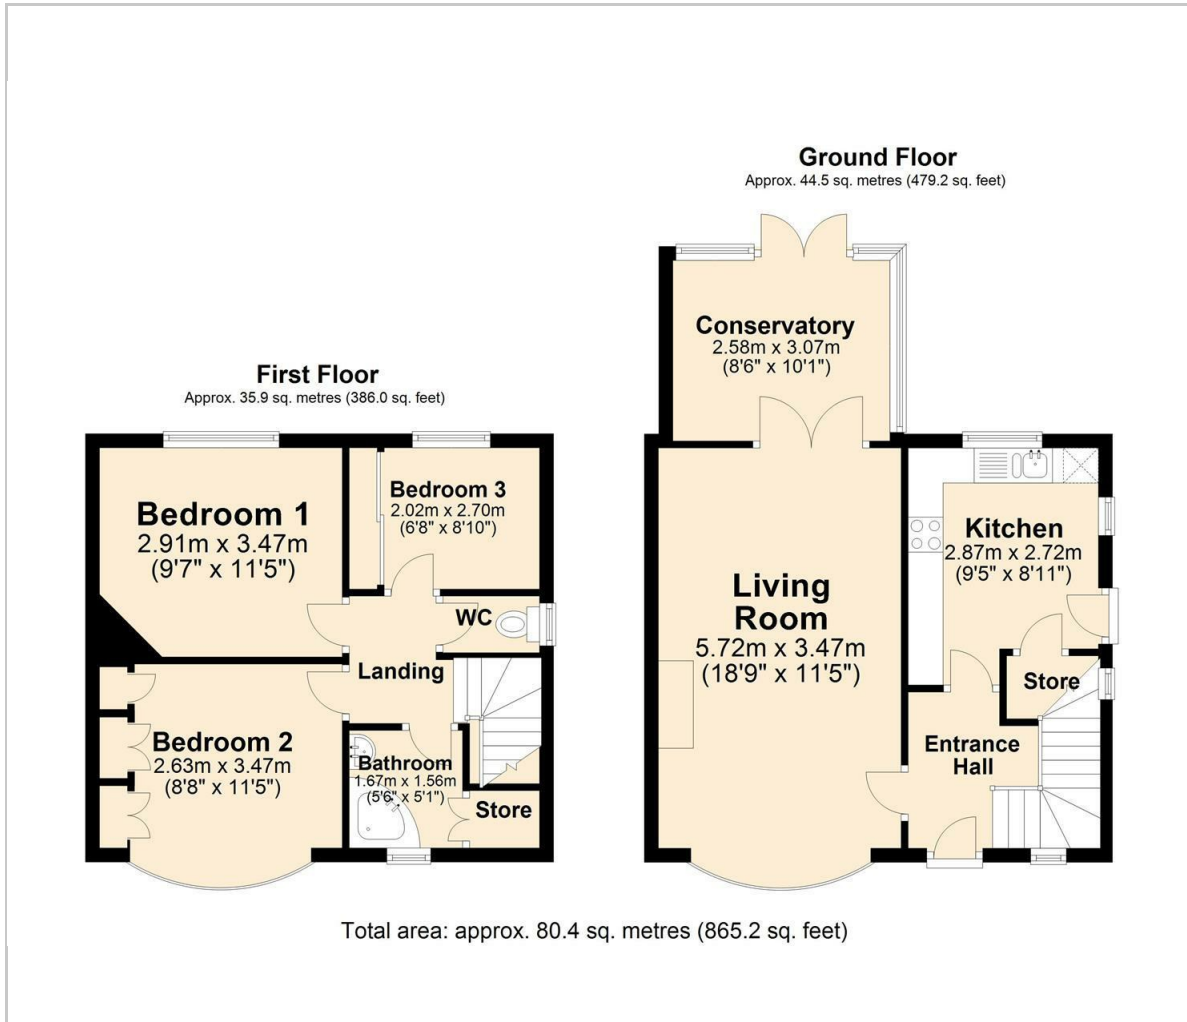 First Floor
Approx. 35.9 sq. metres (386.0 sq. feet)
Bedroom 1
2.91m x 3.47m
(9'7" x 11'5")
Bedroom 3
2.02m x 2.70m
(6'8" x 8'10")
WC
Landing
Bedroom 2
2.63m x 3.47m
(8'8" x 11'5")
Bathroom
1.67m x 1.56m
(5'6" x 5'1")
Store
Ground Floor
Approx. 44.5 sq. metres (479.2 sq. feet)
Conservatory
2.58m x 3.07m
(8'6" x 10'1")
Living
Room
5.72m x 3.47m
(18'9" x 11'5")
Kitchen
2.87m x 2.72m
(9'5" x 8'11")
Store
Entrance
Hall
Total area: approx. 80.4 sq. metres (865.2 sq. feet)